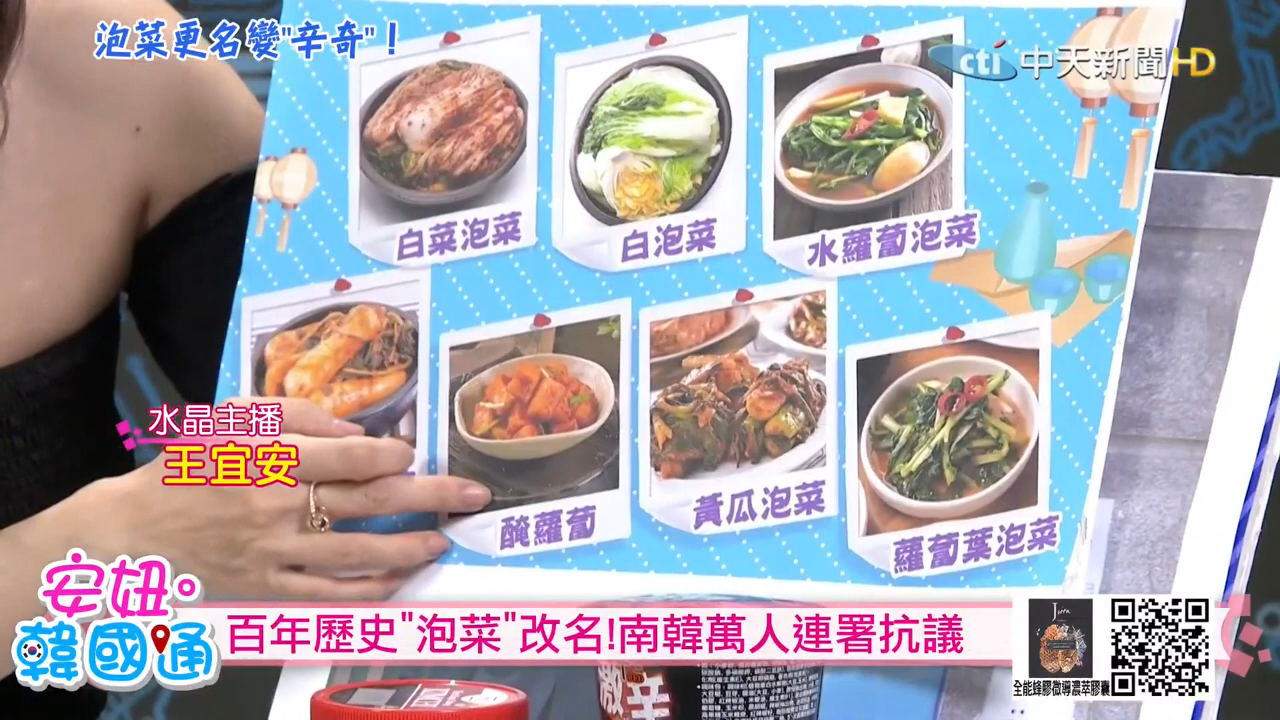 泡菜更名變"辛奇"!
cti 中天新聞HD
白菜泡菜
白泡菜
水蘿蔔泡菜
醃蘿蔔
黃瓜泡菜
蘿蔔葉泡菜
水晶主播
王宜安
安妞。
韓國通
百年歷史"泡菜"改名!南韓萬人連署抗議
全能蜂膠微導濃萃膠囊